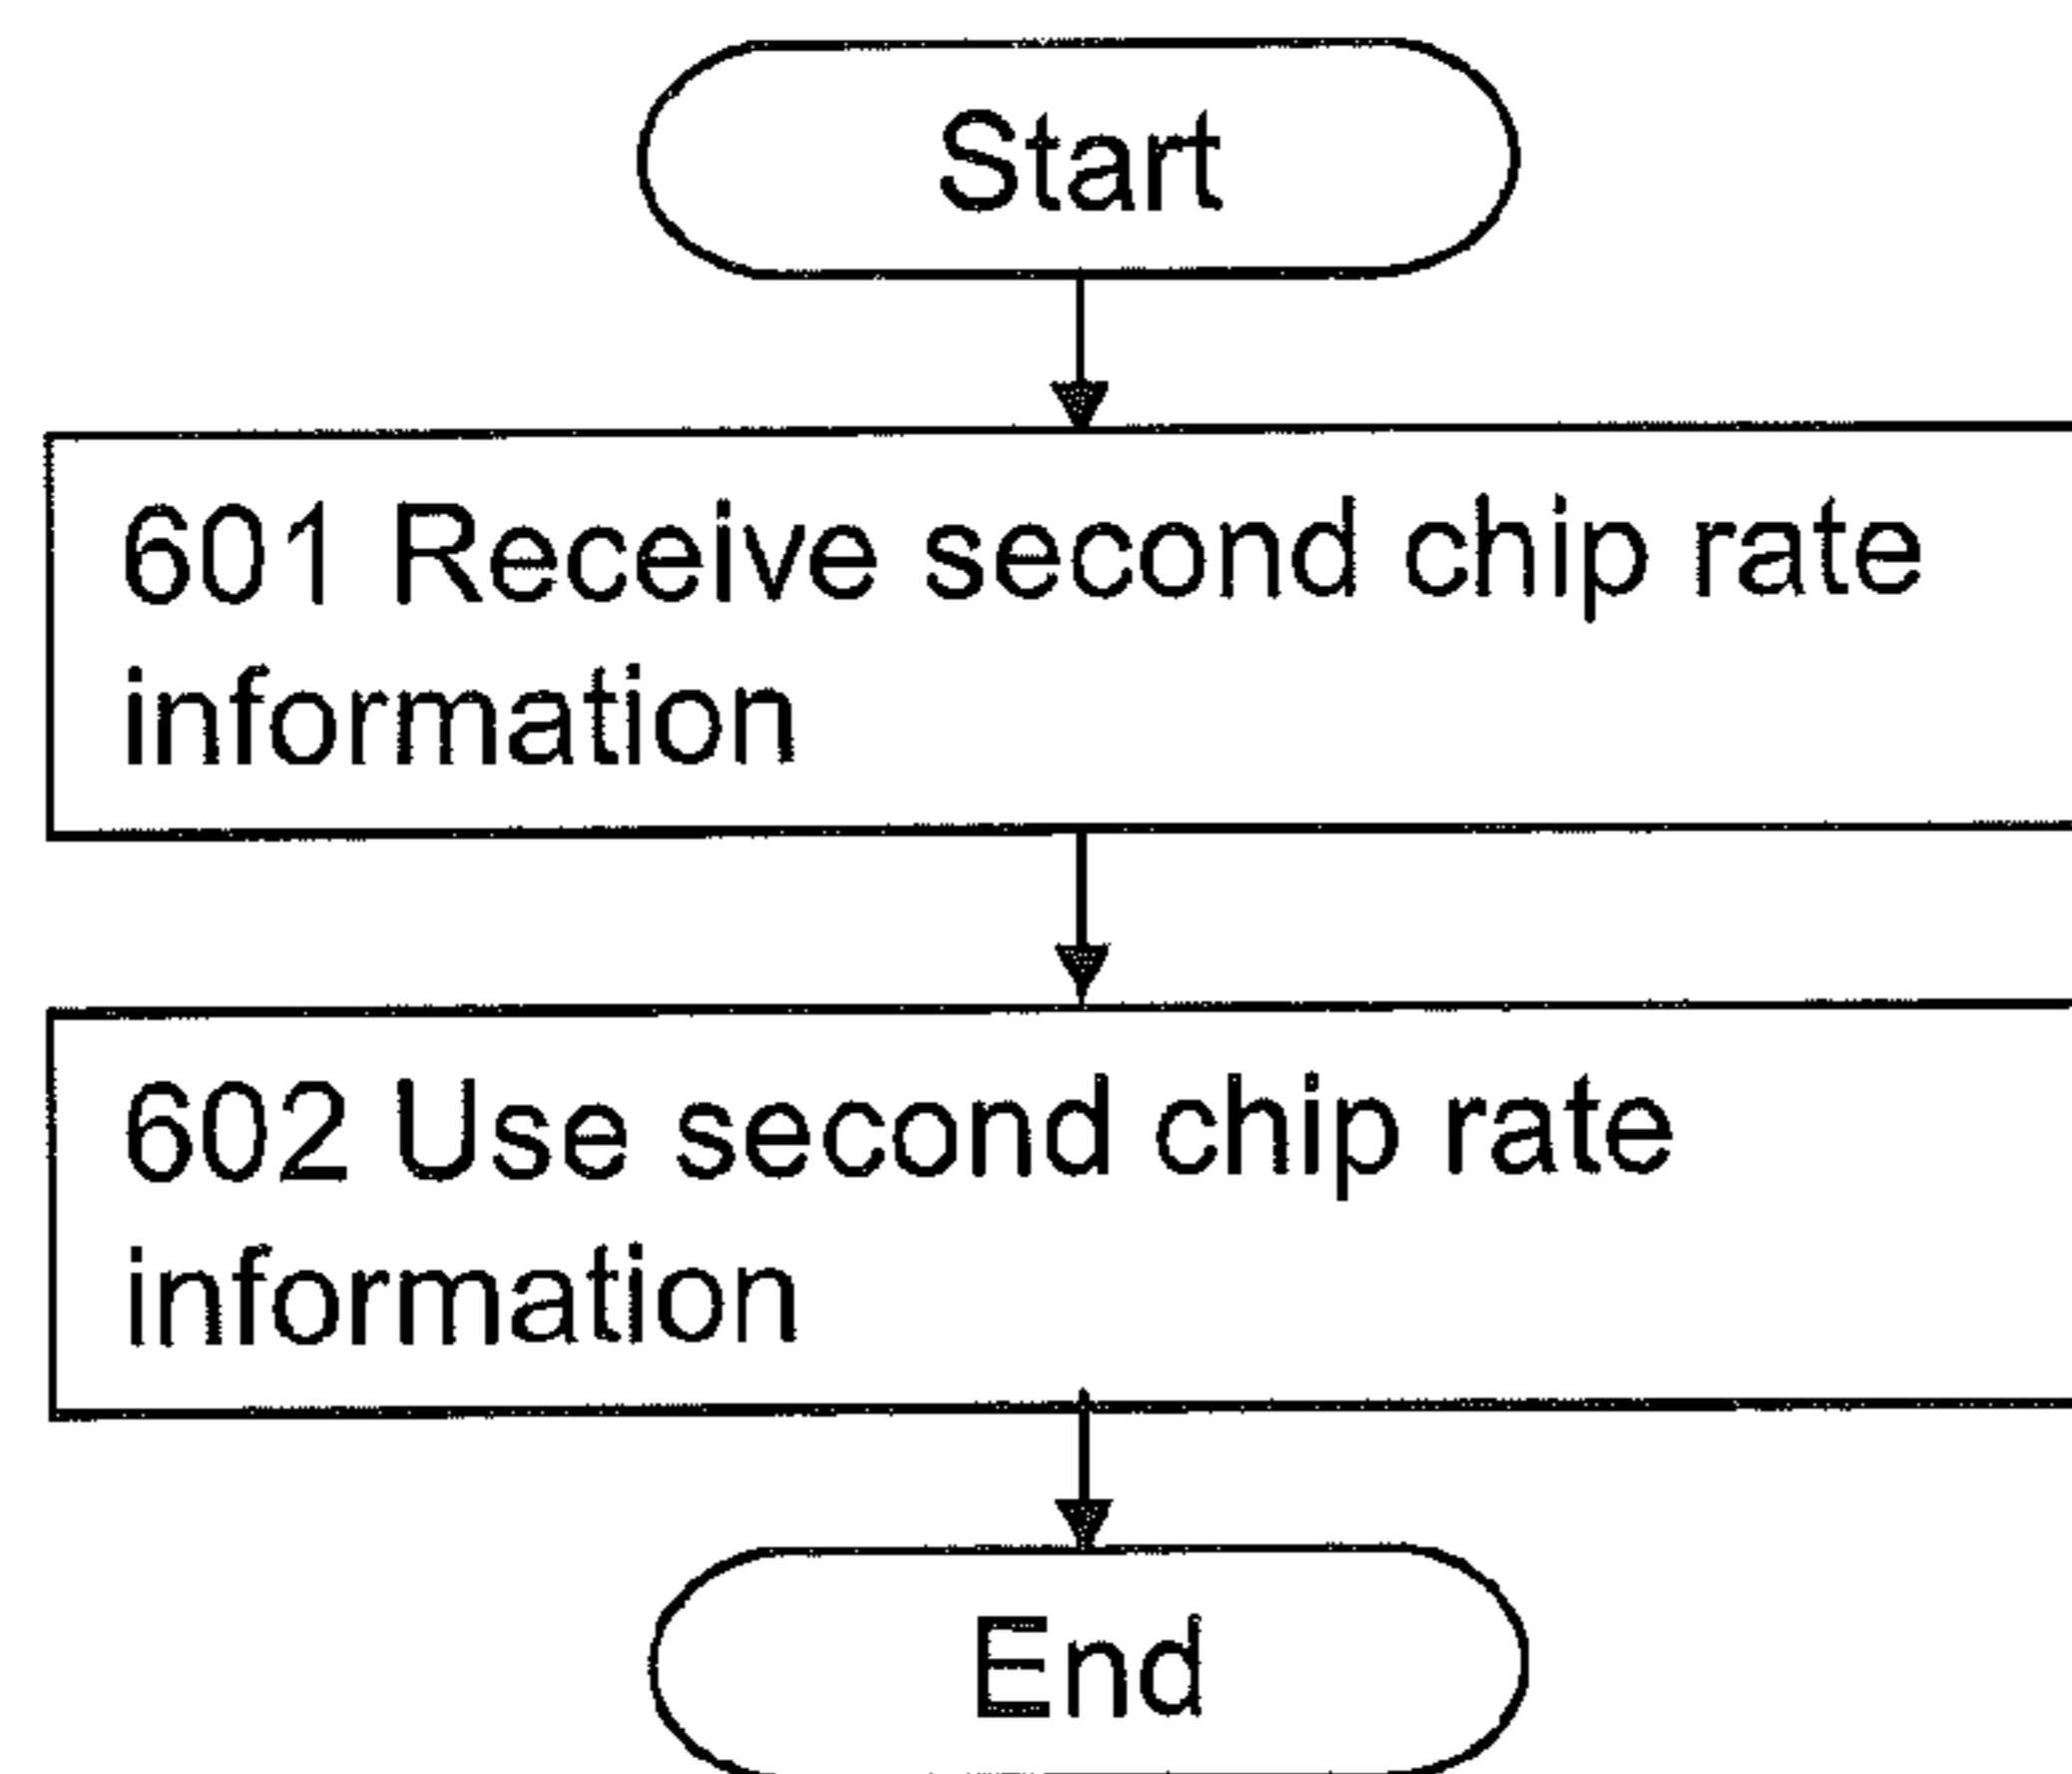 Start
601 Receive second chip rate
information
602 Use second chip rate
information
End